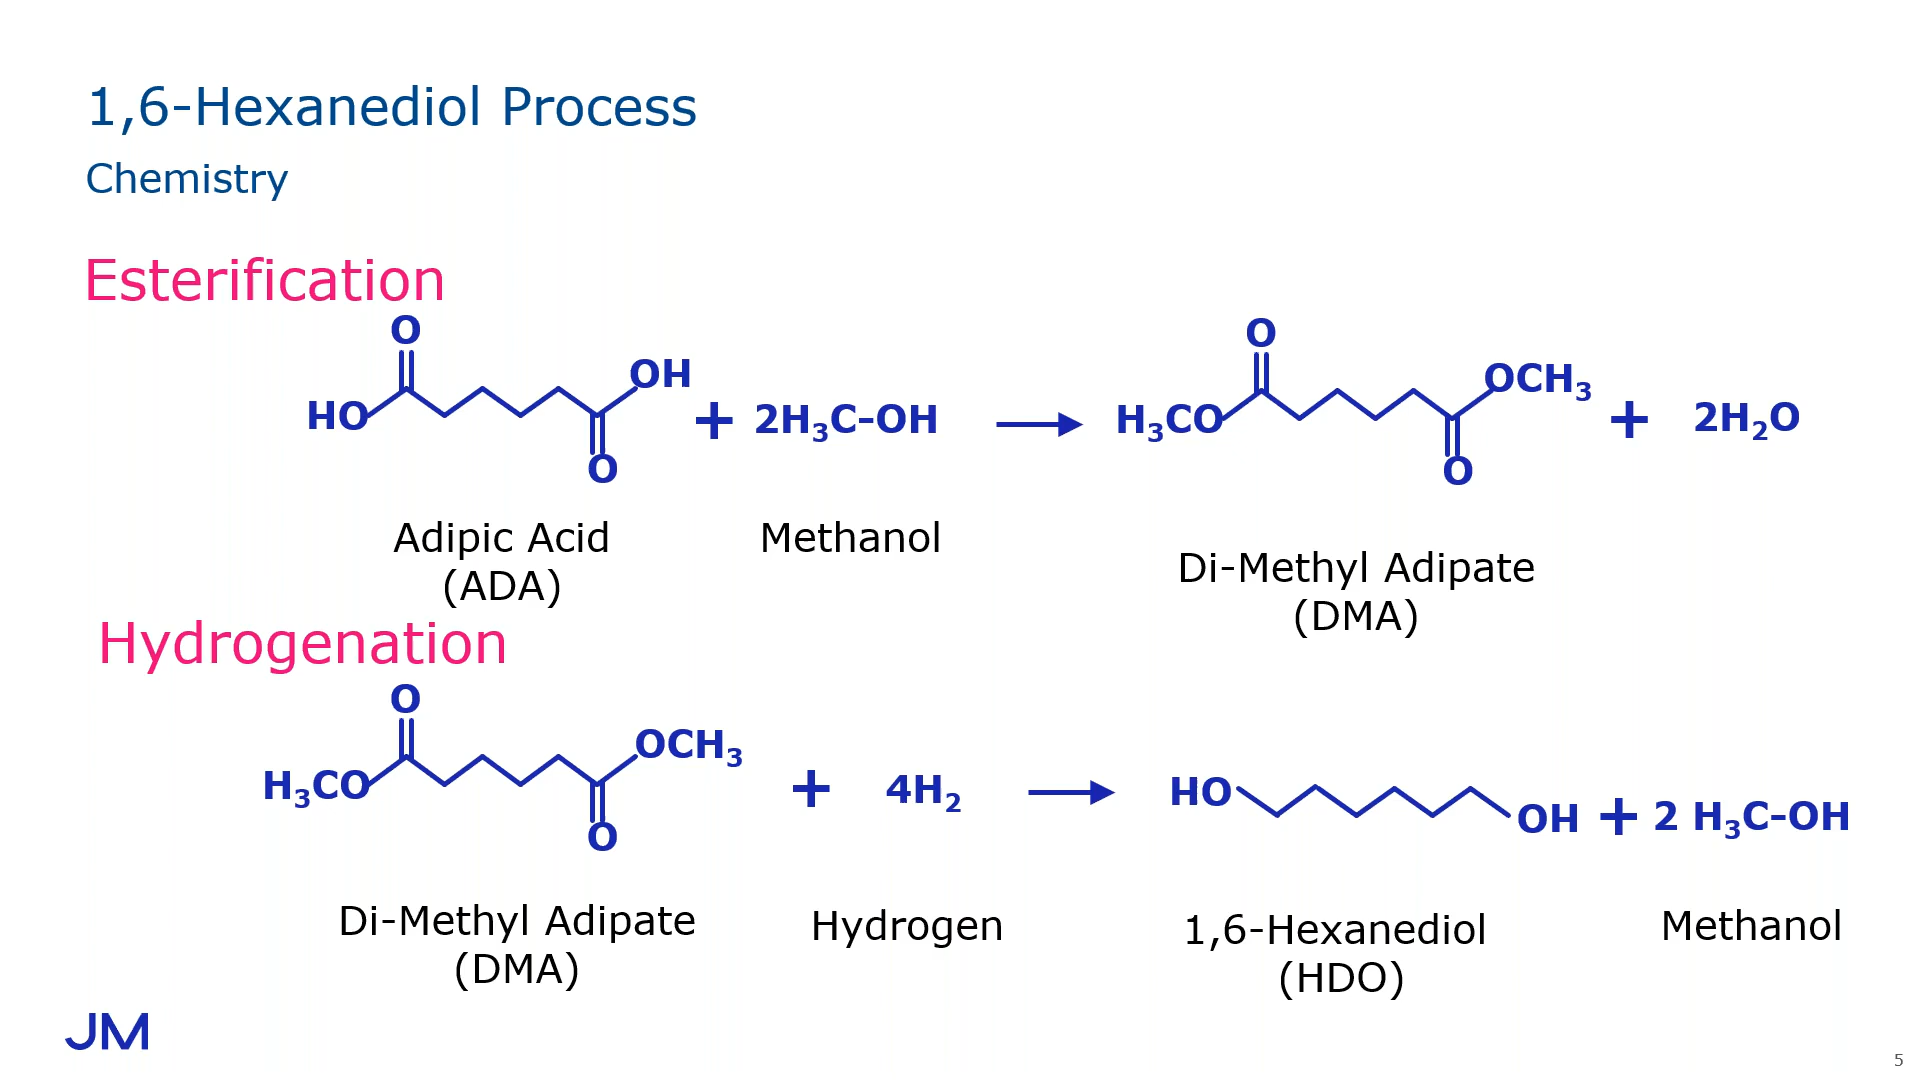 1,6-Hexanediol Process
Chemistry
Esterification
O
HO
OH
O
+
2H₃C–OH
O
H₃CO
OCH₃
O
+
2H₂O
Adipic Acid
(ADA)
Methanol
Di-Methyl Adipate
(DMA)
Hydrogenation
O
H₃CO
OCH₃
O
+
4H₂
HO
OH
+
2 H₃C–OH
Di-Methyl Adipate
(DMA)
Hydrogen
1,6-Hexanediol
(HDO)
Methanol
JM
5